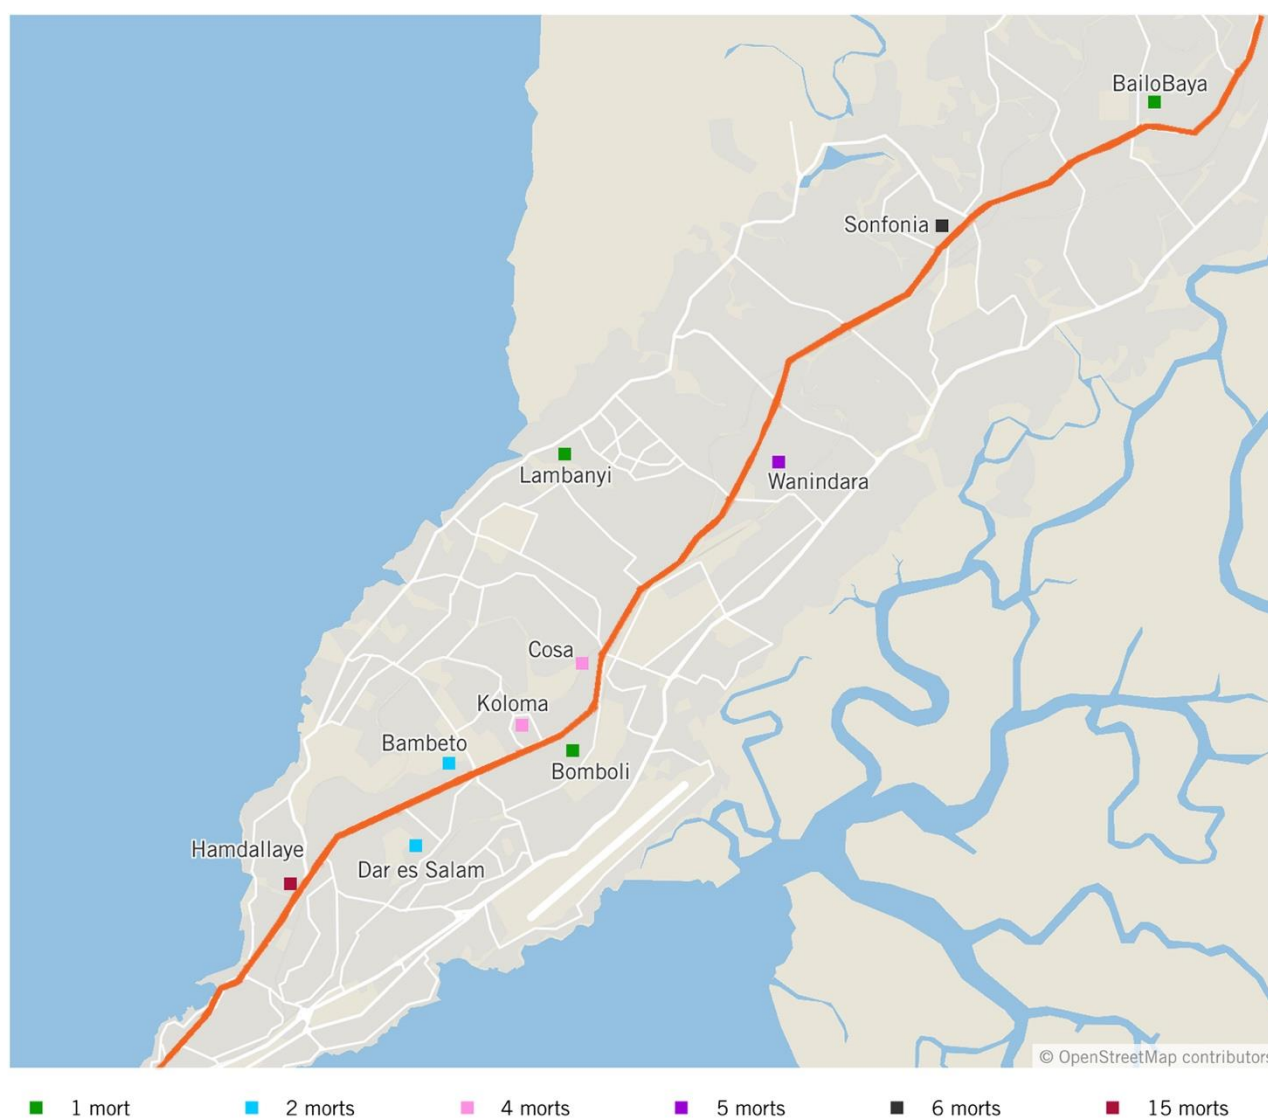 BailoBaya
Sonfonia
Lambanyi
Wanindara
Cosa
Koloma
Bambeto
Bomboli
Hamdallaye
Dar es Salam
© OpenStreetMap contributors
1 mort
2 morts
4 morts
5 morts
6 morts
15 morts